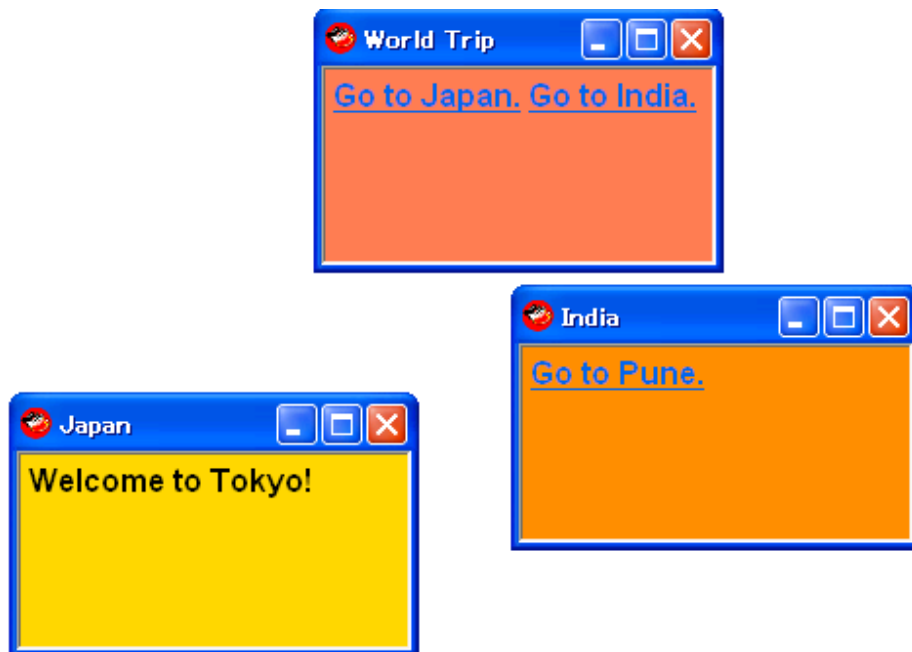 World Trip
Go to Japan. Go to India.
India
Go to Pune.
Japan
Welcome to Tokyo!